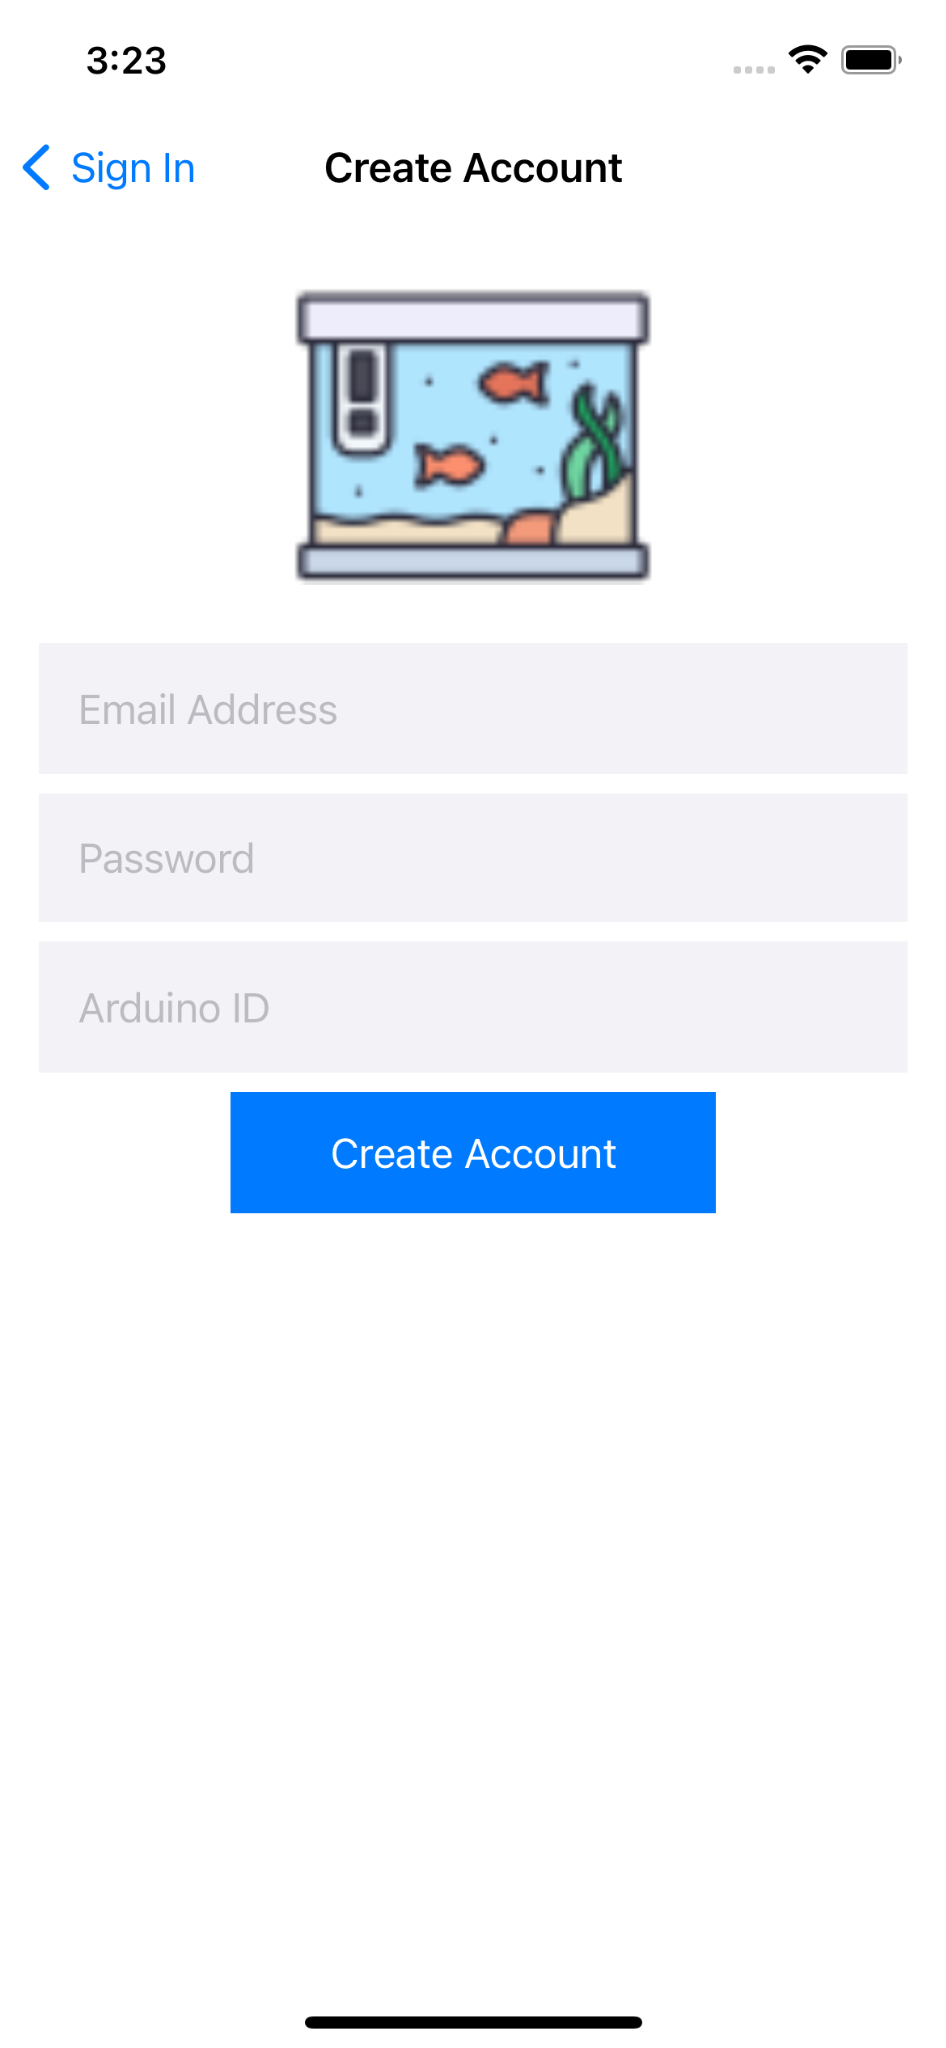 3:23
Sign In
Create Account
Email Address
Password
Arduino ID
Create Account